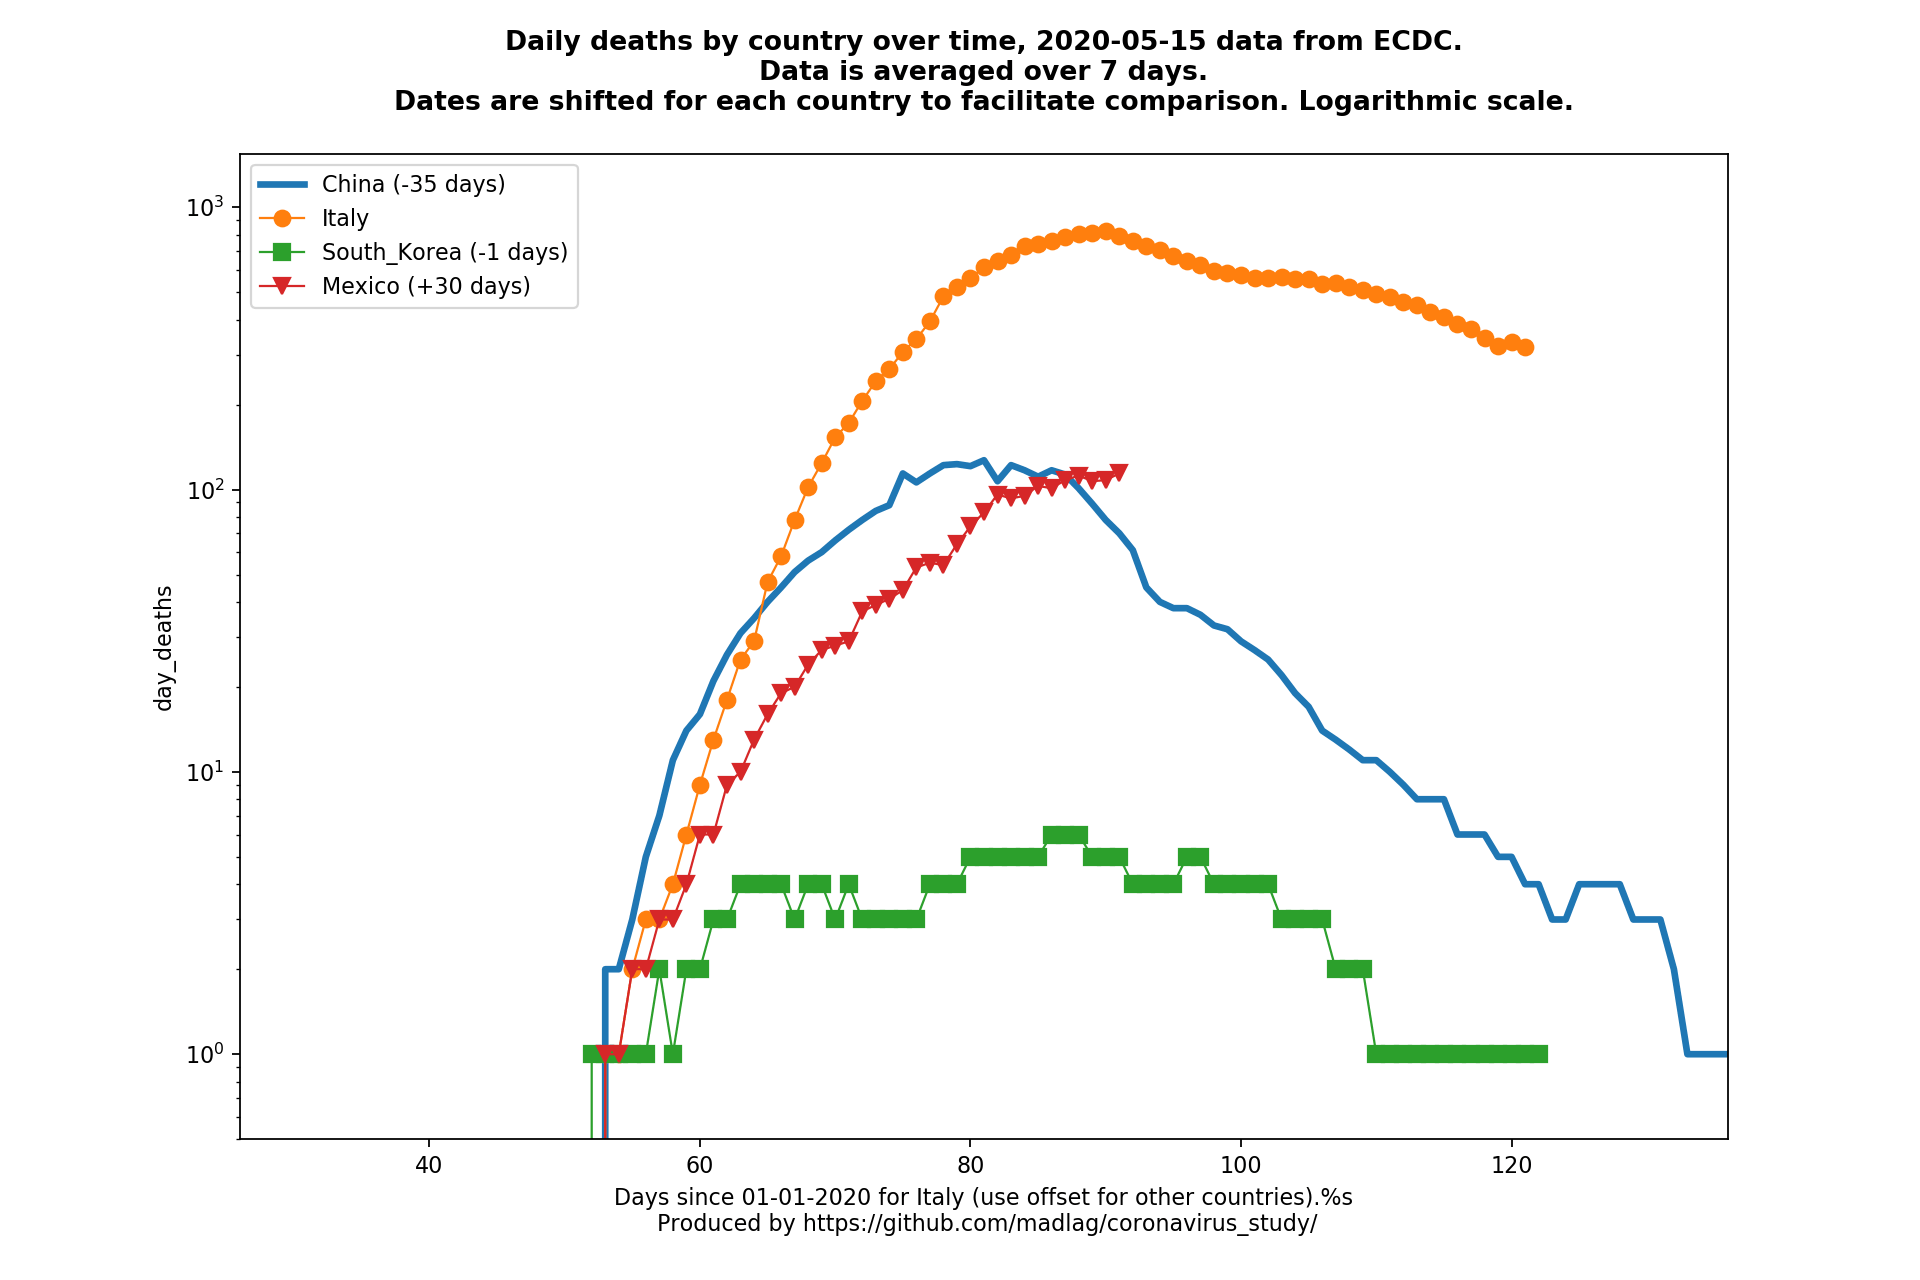 Daily deaths by country over time, 2020-05-15 data from ECDC.
Data is averaged over 7 days.
Dates are shifted for each country to facilitate comparison. Logarithmic scale.
China (-35 days)
Italy
South_Korea (-1 days)
Mexico (+30 days)
day_deaths
10³
10²
10¹
10⁰
40 60 80 100 120
Days since 01-01-2020 for Italy (use offset for other countries).%s
Produced by https://github.com/madlag/coronavirus_study/